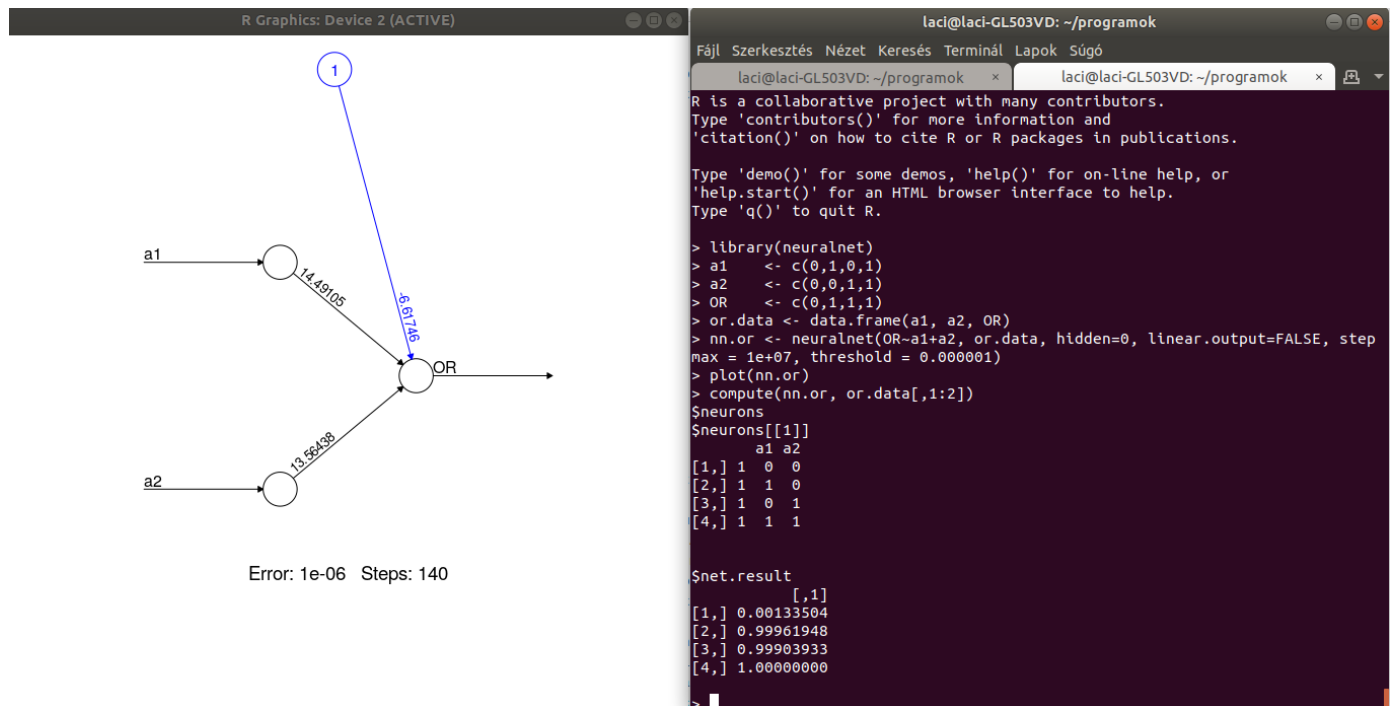 R Graphics: Device 2 (ACTIVE)
1
a1
14.49105
-6.61746
OR
13.56438
a2
Error: 1e-06   Steps: 140
laci@laci-GL503VD: ~/programok
Fájl Szerkesztés Nézet Keresés Terminál Lapok Súgó
laci@laci-GL503VD: ~/programok × laci@laci-GL503VD: ~/programok ×
R is a collaborative project with many contributors.
Type 'contributors()' for more information and
'citation()' on how to cite R or R packages in publications.
Type 'demo()' for some demos, 'help()' for on-line help, or
'help.start()' for an HTML browser interface to help.
Type 'q()' to quit R.
> library(neuralnet)
> a1    <- c(0,1,0,1)
> a2    <- c(0,0,1,1)
> OR    <- c(0,1,1,1)
> or.data <- data.frame(a1, a2, OR)
> nn.or <- neuralnet(OR~a1+a2, or.data, hidden=0, linear.output=FALSE, step
max = 1e+07, threshold = 0.000001)
> plot(nn.or)
> compute(nn.or, or.data[,1:2])
$neurons
$neurons[[1]]
       a1 a2
[1,] 1  0  0
[2,] 1  1  0
[3,] 1  0  1
[4,] 1  1  1
$net.result
           [,1]
[1,] 0.00133504
[2,] 0.99961948
[3,] 0.99903933
[4,] 1.00000000
>